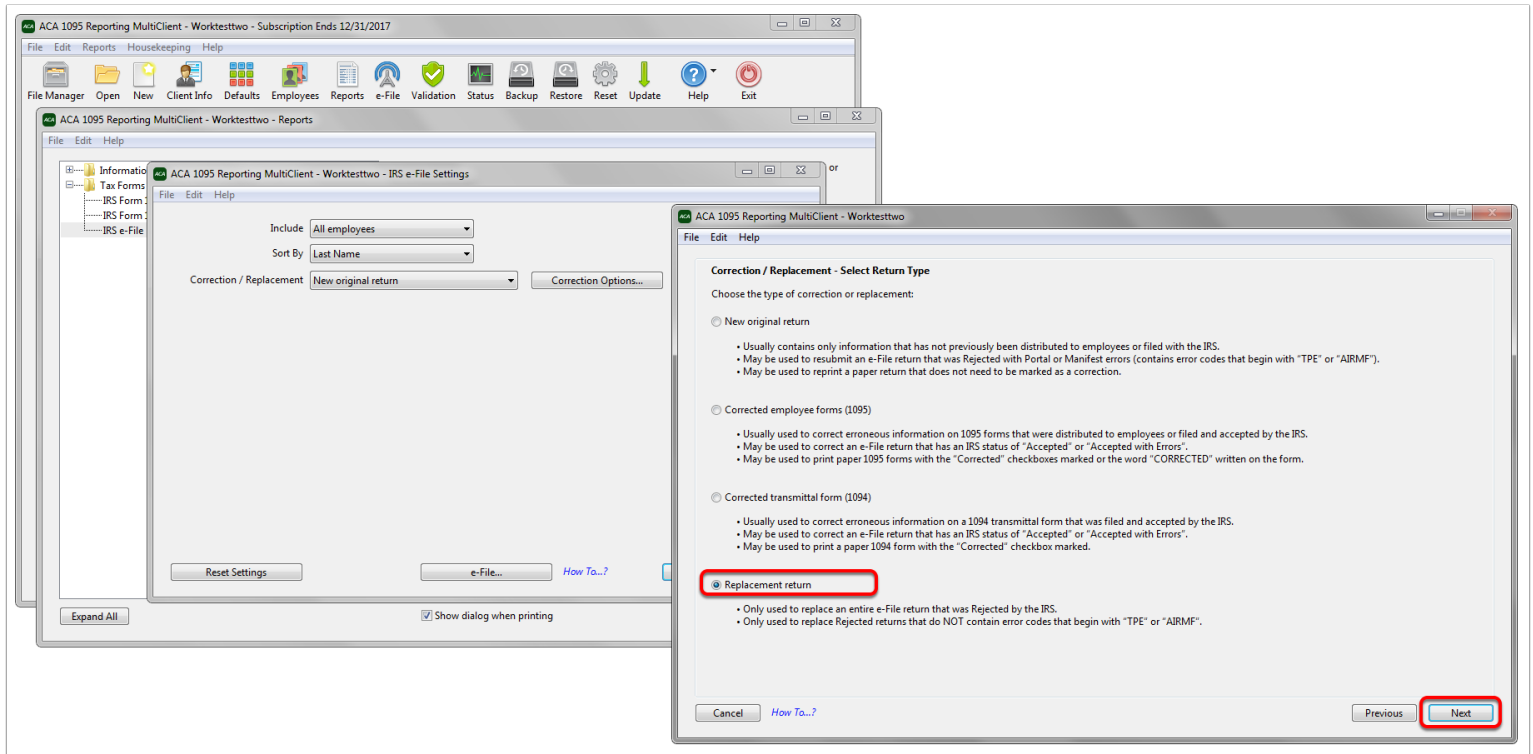 ACA 1095 Reporting MultiClient - Worktesttwo - Subscription Ends 12/31/2017
File Edit Reports Housekeeping Help
File Manager Open New Client Info Defaults Employees Reports e-File Validation Status Backup Restore Reset Update Help Exit
ACA 1095 Reporting MultiClient - Worktesttwo - Reports
File Edit Help
Informatio
or
Tax Forms
IRS Form
IRS Form
IRS e-File
Expand All
Show dialog when printing
ACA 1095 Reporting MultiClient - Worktesttwo - IRS e-File Settings
File Edit Help
Include All employees
Sort By Last Name
Correction / Replacement New original return Correction Options...
Reset Settings e-File... How To...?
ACA 1095 Reporting MultiClient - Worktesttwo
File Edit Help
Correction / Replacement - Select Return Type
Choose the type of correction or replacement:
New original return
• Usually contains only information that has not previously been distributed to employees or filed with the IRS.
• May be used to resubmit an e-File return that was Rejected with Portal or Manifest errors (contains error codes that begin with "TPE" or "AIRMF").
• May be used to reprint a paper return that does not need to be marked as a correction.
Corrected employee forms (1095)
• Usually used to correct erroneous information on 1095 forms that were distributed to employees or filed and accepted by the IRS.
• May be used to correct an e-File return that has an IRS status of "Accepted" or "Accepted with Errors".
• May be used to print paper 1095 forms with the "Corrected" checkboxes marked or the word "CORRECTED" written on the form.
Corrected transmittal form (1094)
• Usually used to correct erroneous information on a 1094 transmittal form that was filed and accepted by the IRS.
• May be used to correct an e-File return that has an IRS status of "Accepted" or "Accepted with Errors".
• May be used to print a paper 1094 form with the "Corrected" checkbox marked.
Replacement return
• Only used to replace an entire e-File return that was Rejected by the IRS.
• Only used to replace Rejected returns that do NOT contain error codes that begin with "TPE" or "AIRMF".
Cancel How To...? Previous Next